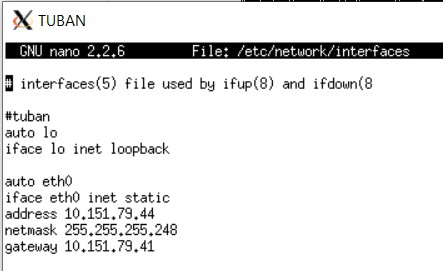 TUBAN
GNU nano 2.2.6 File: /etc/network/interfaces
# interfaces(5) file used by ifup(8) and ifdown(8
#tuban
auto lo
iface lo inet loopback
auto eth0
iface eth0 inet static
address 10.151.79.44
netmask 255.255.255.248
gateway 10.151.79.41